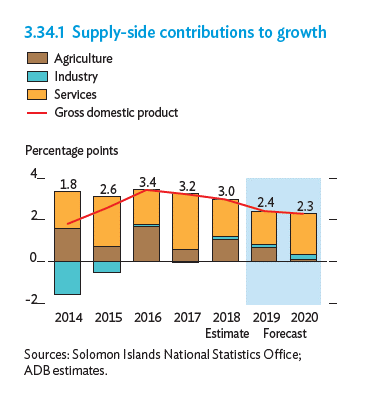 3.34.1 Supply-side contributions to growth
Agriculture
Industry
Services
Gross domestic product
Percentage points
4
1.8 2.6 3.4 3.2 3.0 2.4 2.3
2
0
-2
2014 2015 2016 2017 2018 2019 2020
Estimate Forecast
Sources: Solomon Islands National Statistics Office;
ADB estimates.